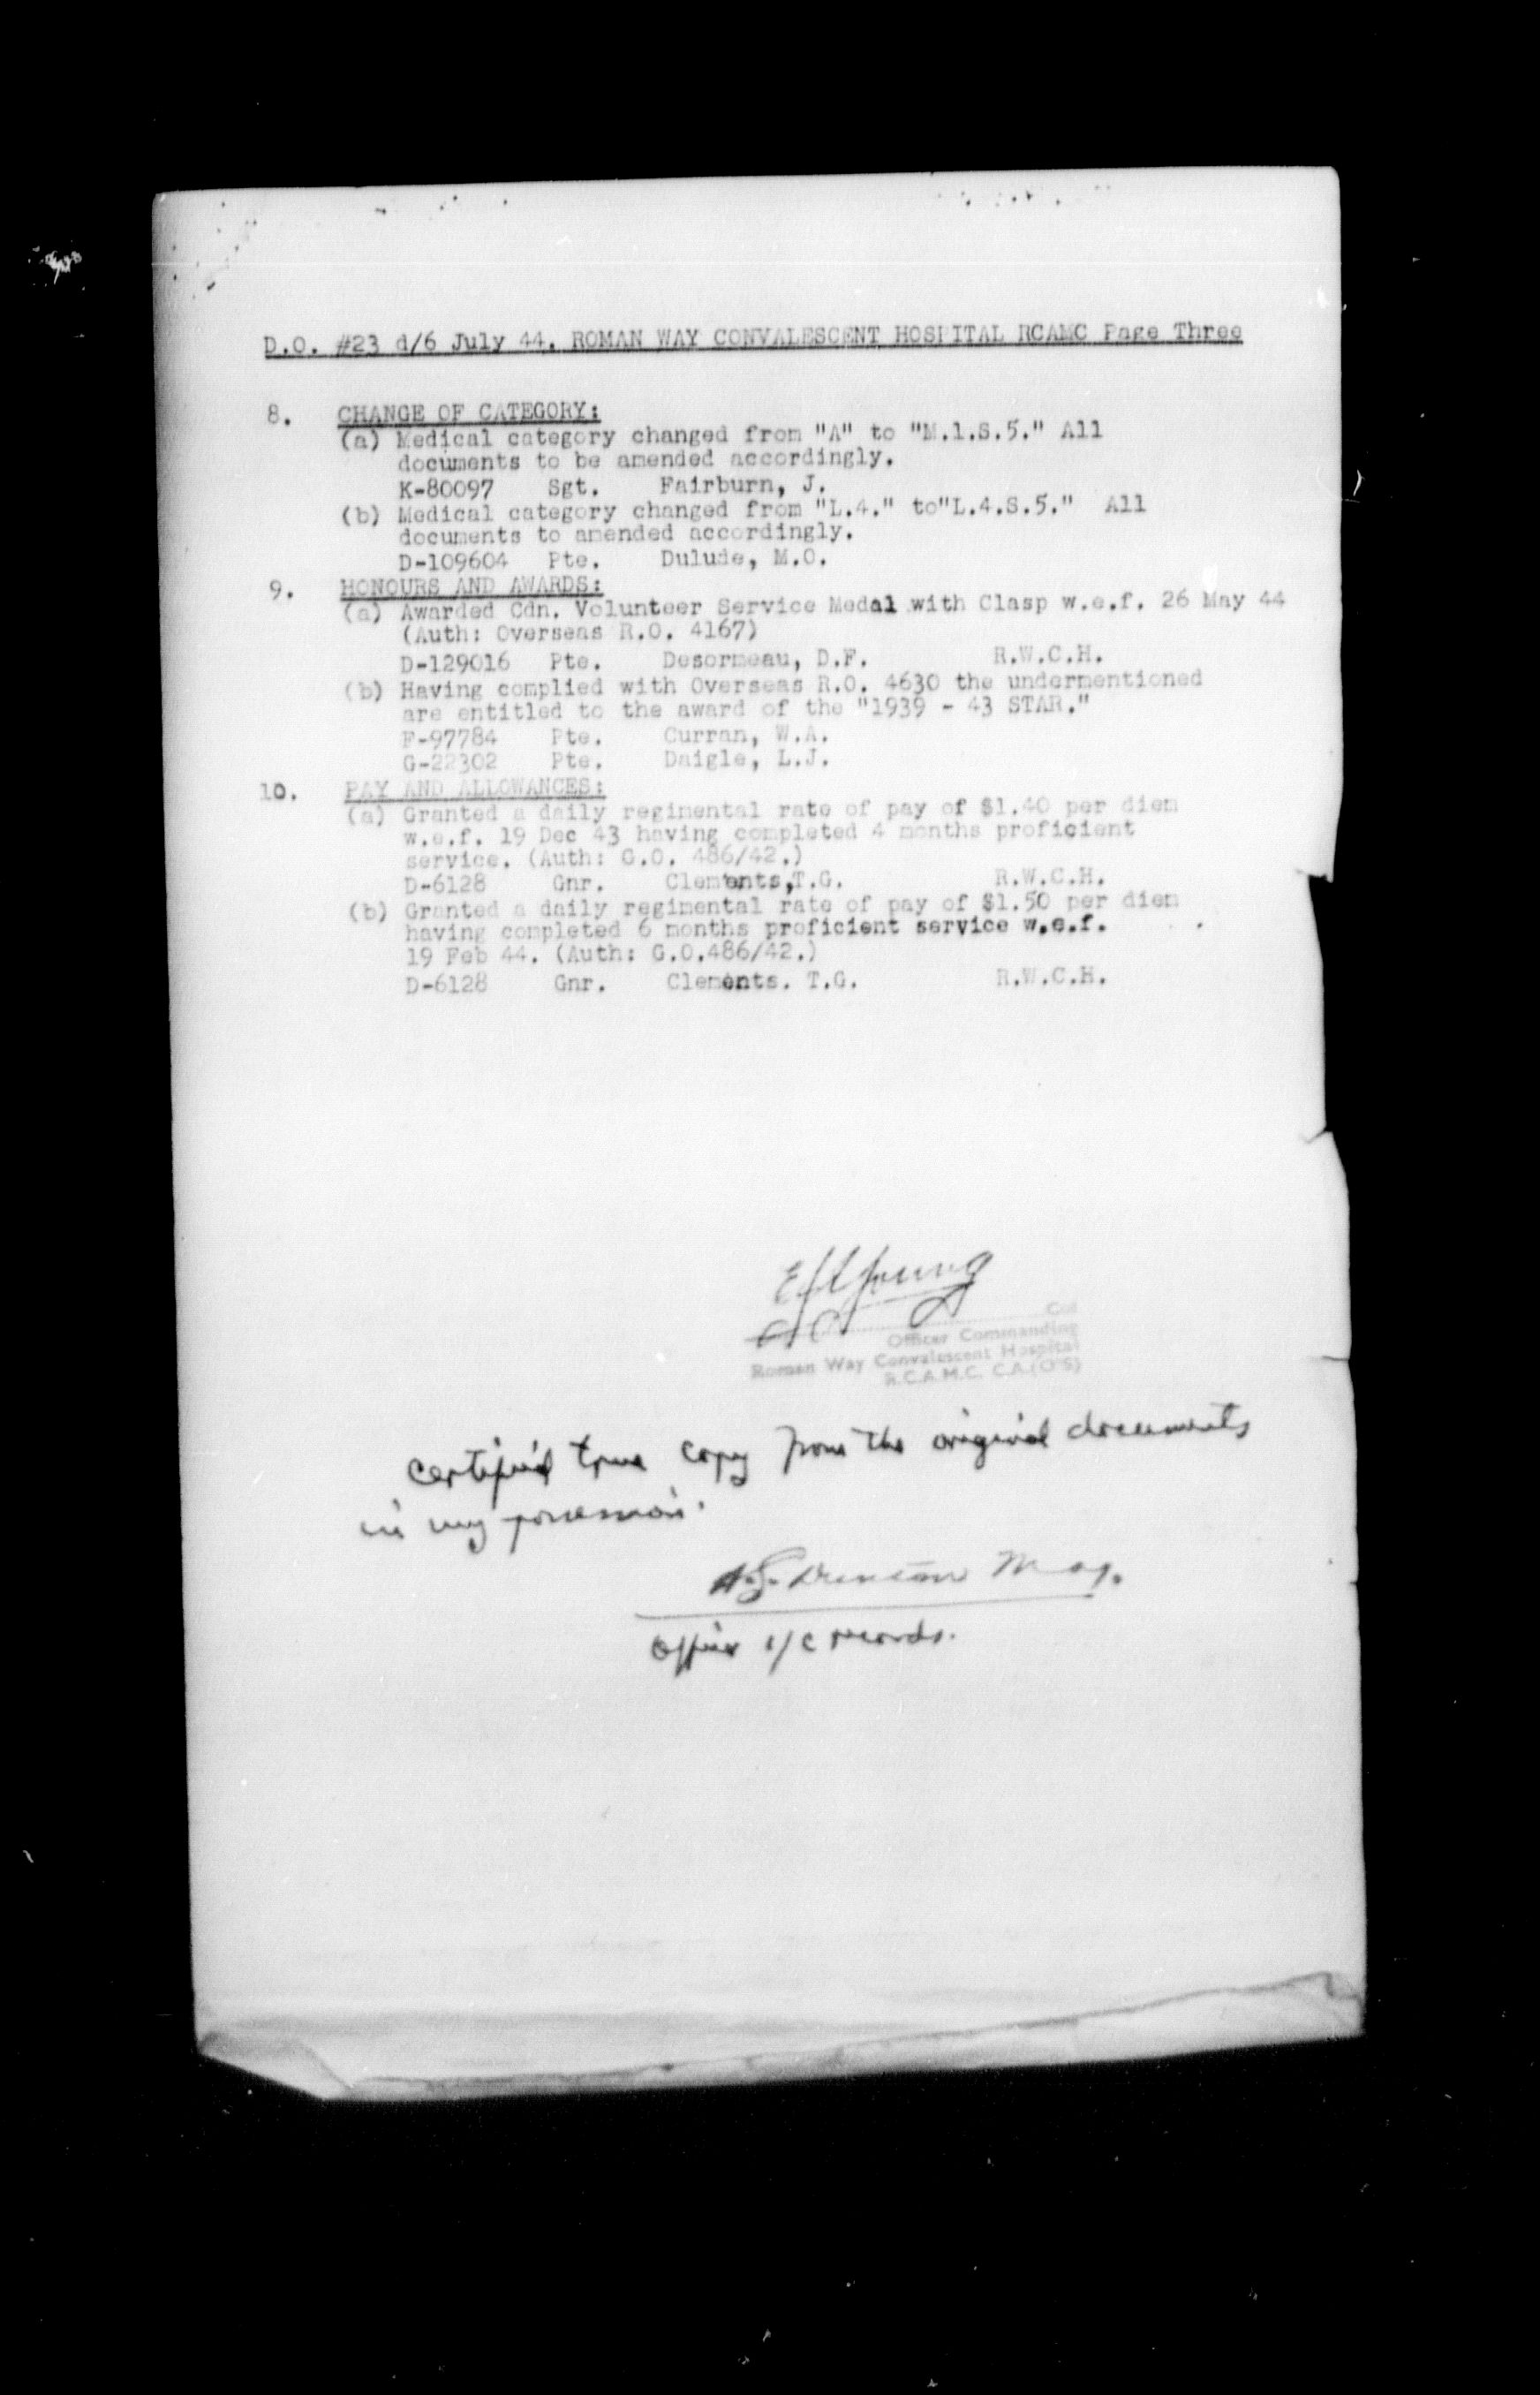 D.O. #23 d/6 July 44. ROMAN WAY CONVALESCENT HOSPITAL RCAMC Page Three
8. CHANGE OF CATEGORY:
(a) Medical category changed from "A" to "M.1.S.5." All
documents to be amended accordingly.
K-80097 Sgt. Fairburn, J.
(b) Medical category changed from "L.4." to"L.4.S.5." All
documents to amended accordingly.
D-109604 Pte. Dulude, M.O.
9. HONOURS AND AWARDS:
(a) Awarded Cdn. Volunteer Service Medal with Clasp w.e.f. 26 May 44
(Auth: Overseas R.O. 4167)
D-129016 Pte. Desormeau, D.F. R.W.C.H.
(b) Having complied with Overseas R.O. 4630 the undermentioned
are entitled to the award of the "1939 - 43 STAR."
F-97784 Pte. Curran, W.A.
G-22302 Pte. Daigle, L.J.
10. PAY AND ALLOWANCES:
(a) Granted a daily regimental rate of pay of $1.40 per diem
w.e.f. 19 Dec 43 having completed 4 months proficient
service. (Auth: G.O. 486/42.)
D-6128 Gnr. Clements,T.G. R.W.C.H.
(b) Granted a daily regimental rate of pay of $1.50 per diem
having completed 6 months proficient service w.e.f.
19 Feb 44. (Auth: G.O.486/42.)
D-6128 Gnr. Clements. T.G. R.W.C.H.
Young
Col
Officer Commanding
Roman Way Convalescent Hospital
R.C.A.M.C. C.A.(O'S)
Certified true copy from the original documents
in my possession.
Maj.
Officer i/c records.